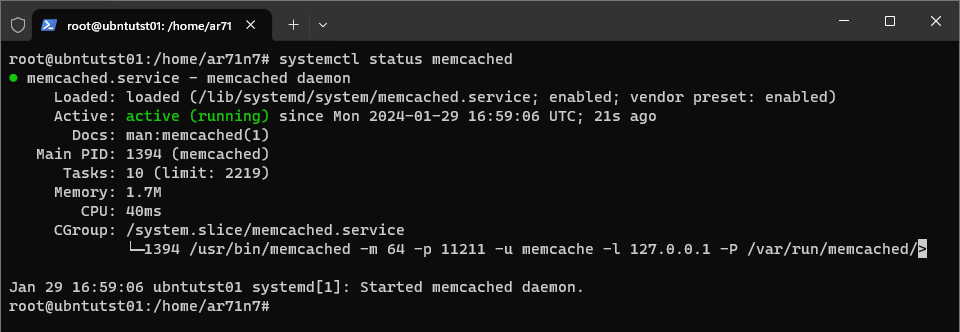 root@ubntutst01: /home/ar71
root@ubntutst01:/home/ar71n7# systemctl status memcached
● memcached.service - memcached daemon
Loaded: loaded (/lib/systemd/system/memcached.service; enabled; vendor preset: enabled)
Active: active (running) since Mon 2024-01-29 16:59:06 UTC; 21s ago
Docs: man:memcached(1)
Main PID: 1394 (memcached)
Tasks: 10 (limit: 2219)
Memory: 1.7M
CPU: 40ms
CGroup: /system.slice/memcached.service
└─1394 /usr/bin/memcached -m 64 -p 11211 -u memcache -l 127.0.0.1 -P /var/run/memcached/>
Jan 29 16:59:06 ubntutst01 systemd[1]: Started memcached daemon.
root@ubntutst01:/home/ar71n7#